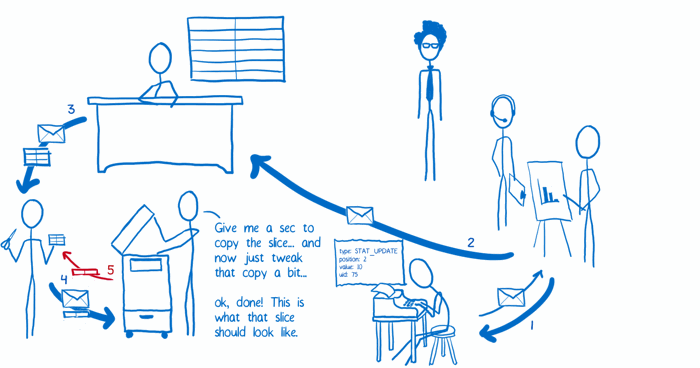 3
Give me a sec to
copy the slice... and
now just tweak
that copy a bit...
ok, done! This is
what that slice
should look like.
4
5
2
type: STAT_UPDATE
position: 2
value: 10
uid: 75
1